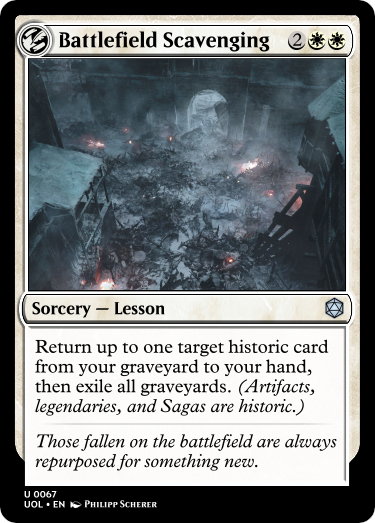 Battlefield Scavenging 2
Sorcery — Lesson
Return up to one target historic card
from your graveyard to your hand,
then exile all graveyards. (Artifacts,
legendaries, and Sagas are historic.)
Those fallen on the battlefield are always
repurposed for something new.
U 0067
UOL • EN Philipp Scherer